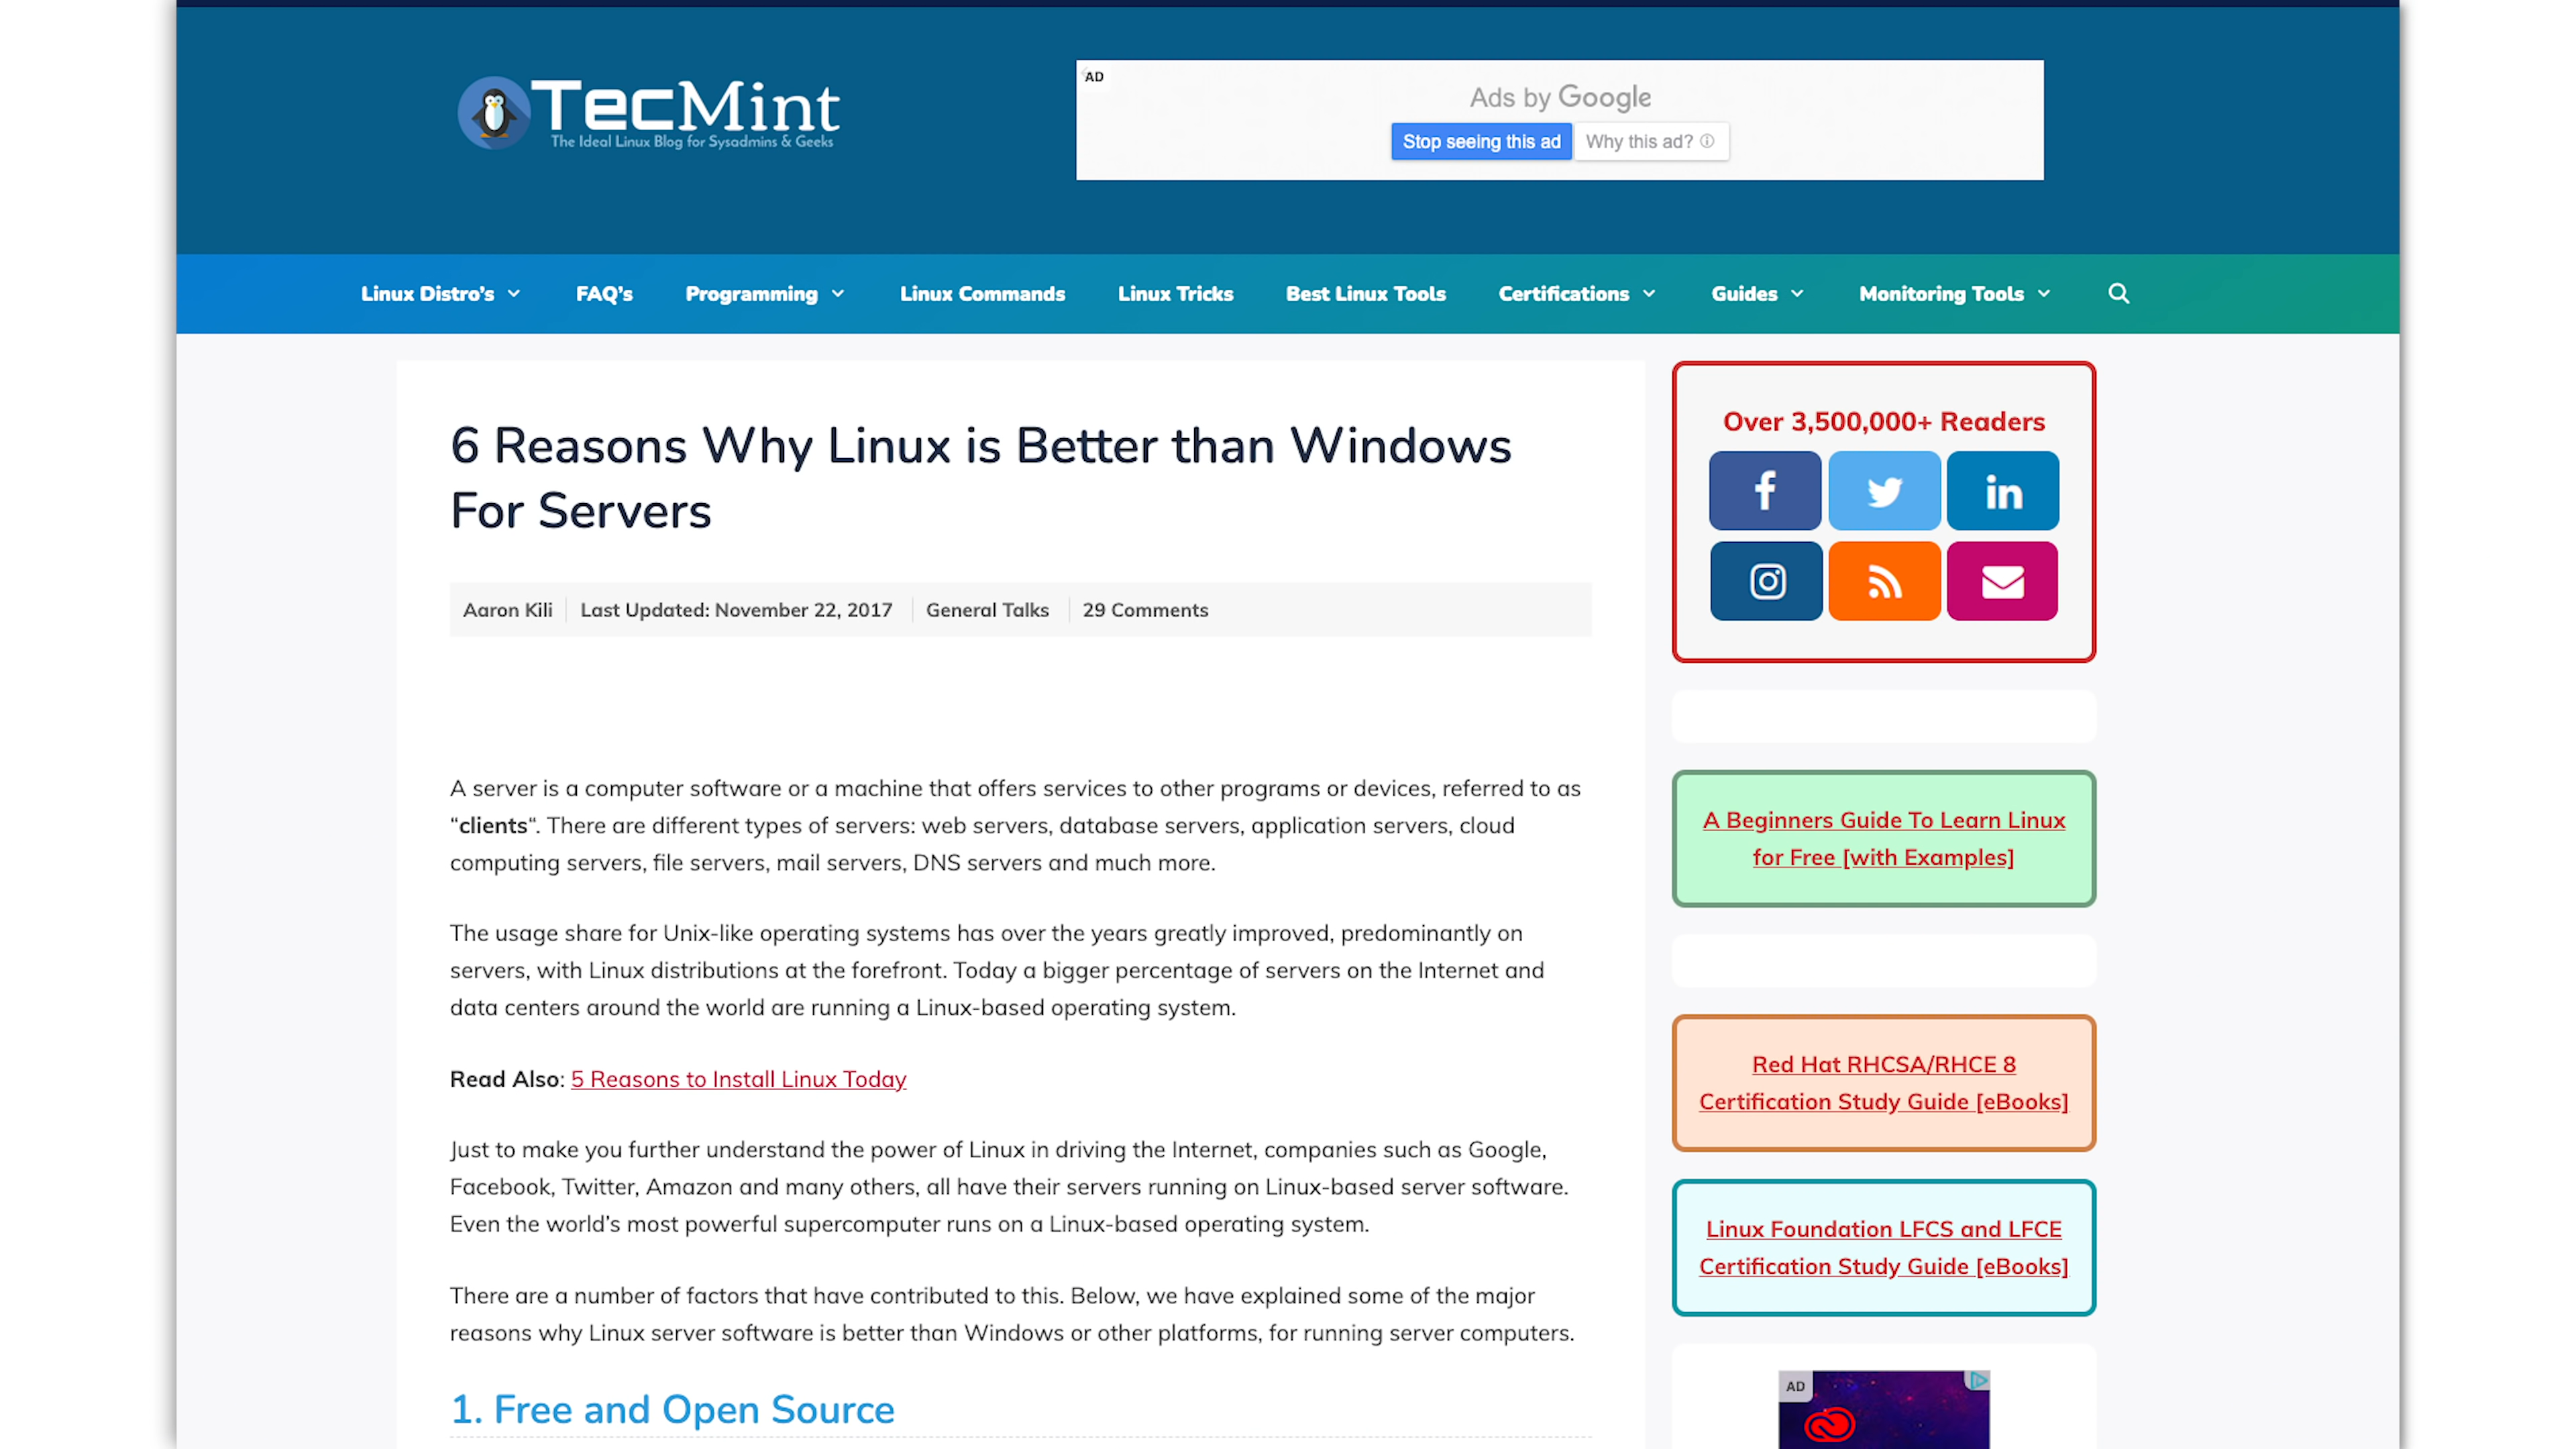 TecMint
The Ideal Linux Blog for Sysadmins & Geeks
AD
Ads by Google
Stop seeing this ad
Why this ad?
Linux Distro's
FAQ's
Programming
Linux Commands
Linux Tricks
Best Linux Tools
Certifications
Guides
Monitoring Tools
6 Reasons Why Linux is Better than Windows
For Servers
Aaron Kili
Last Updated: November 22, 2017
General Talks
29 Comments
A server is a computer software or a machine that offers services to other programs or devices, referred to as
“clients“. There are different types of servers: web servers, database servers, application servers, cloud
computing servers, file servers, mail servers, DNS servers and much more.
The usage share for Unix-like operating systems has over the years greatly improved, predominantly on
servers, with Linux distributions at the forefront. Today a bigger percentage of servers on the Internet and
data centers around the world are running a Linux-based operating system.
Read Also: 5 Reasons to Install Linux Today
Just to make you further understand the power of Linux in driving the Internet, companies such as Google,
Facebook, Twitter, Amazon and many others, all have their servers running on Linux-based server software.
Even the world’s most powerful supercomputer runs on a Linux-based operating system.
There are a number of factors that have contributed to this. Below, we have explained some of the major
reasons why Linux server software is better than Windows or other platforms, for running server computers.
1. Free and Open Source
Over 3,500,000+ Readers
A Beginners Guide To Learn Linux
for Free [with Examples]
Red Hat RHCSA/RHCE 8
Certification Study Guide [eBooks]
Linux Foundation LFCS and LFCE
Certification Study Guide [eBooks]
AD